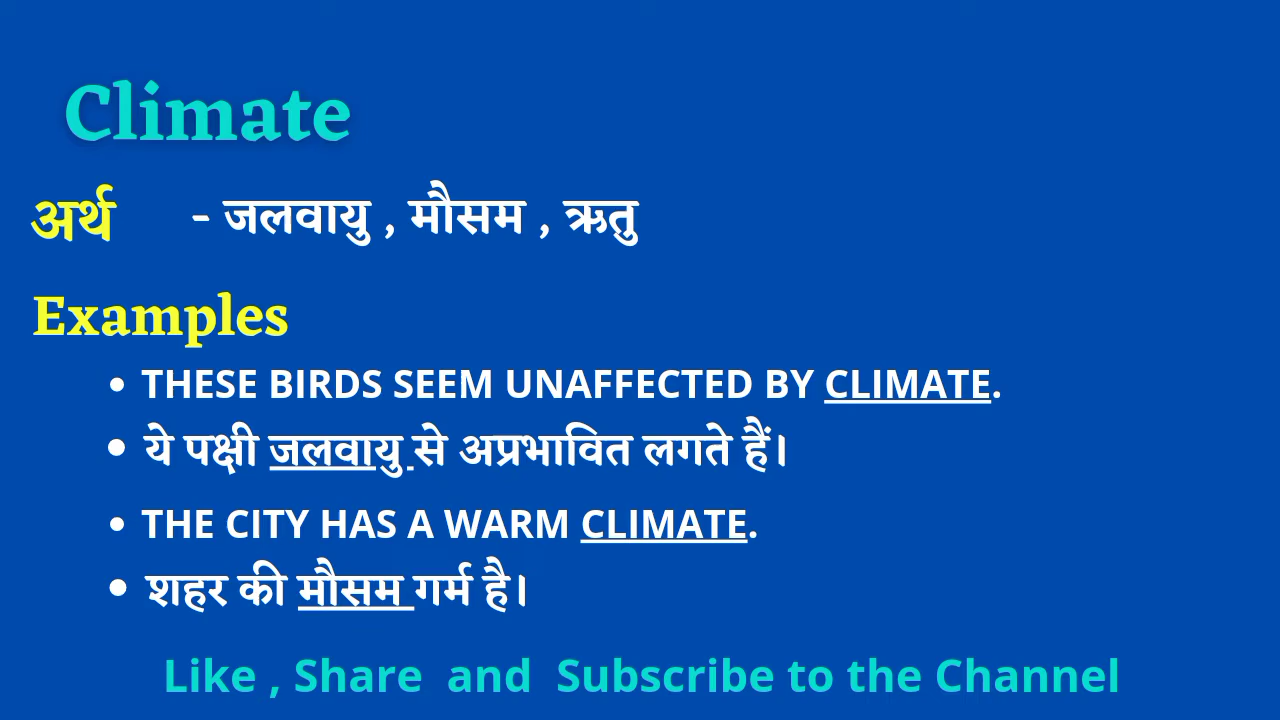 Climate
अर्थ - जलवायु , मौसम , ऋतु
Examples
• THESE BIRDS SEEM UNAFFECTED BY CLIMATE.
• ये पक्षी जलवायु से अप्रभावित लगते हैं।
• THE CITY HAS A WARM CLIMATE.
• शहर की मौसम गर्म है।
Like , Share and Subscribe to the Channel